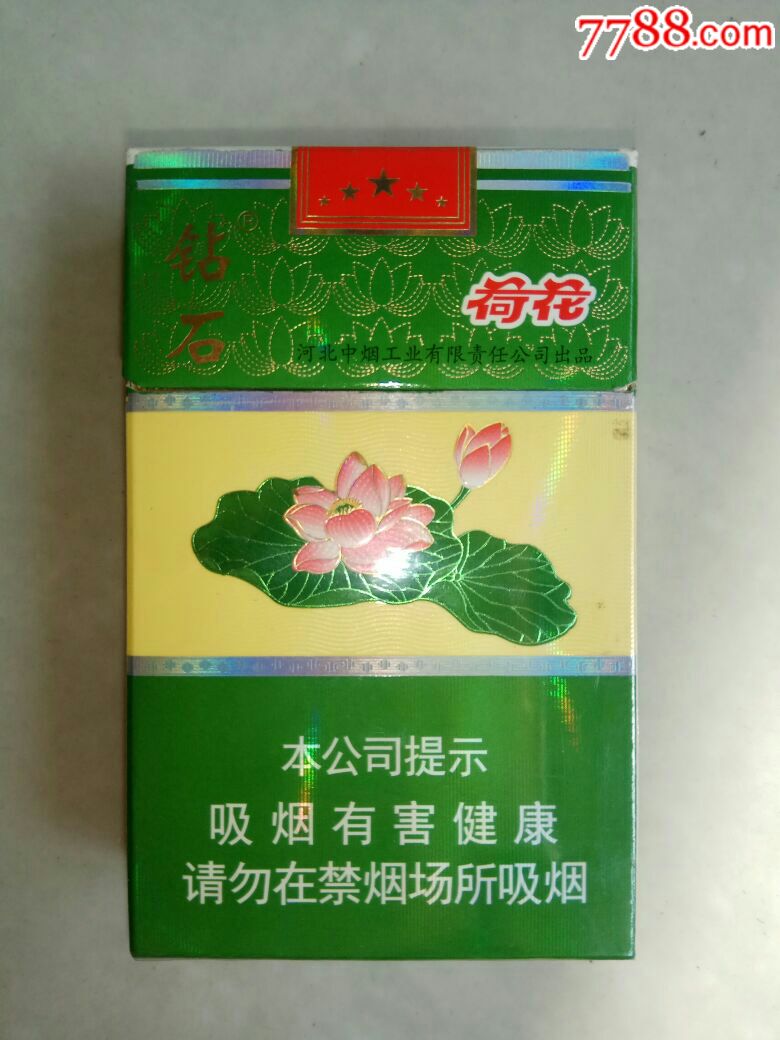 7788.com
钻石®
荷花
河北中烟工业有限责任公司出品
本公司提示
吸烟有害健康
请勿在禁烟场所吸烟